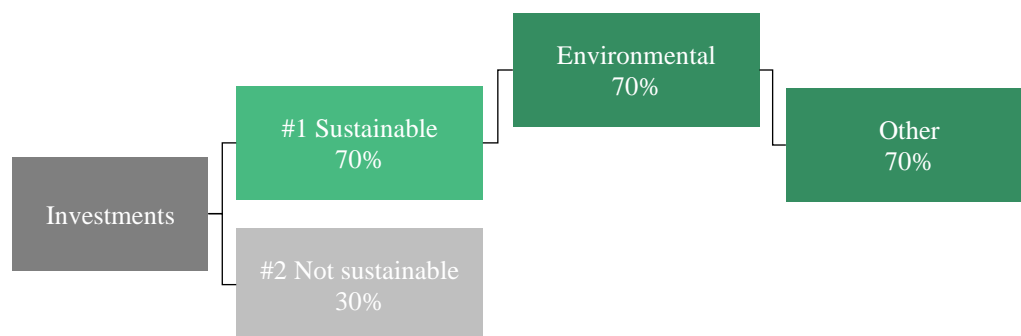 Investments
#1 Sustainable
70%
#2 Not sustainable
30%
Environmental
70%
Other
70%